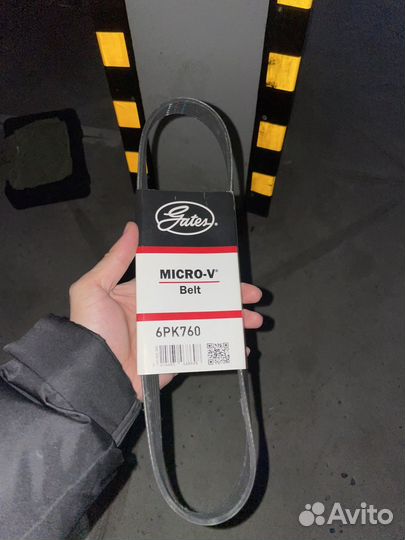 Gates®
MICRO-V®
Belt
6PK760
Avito